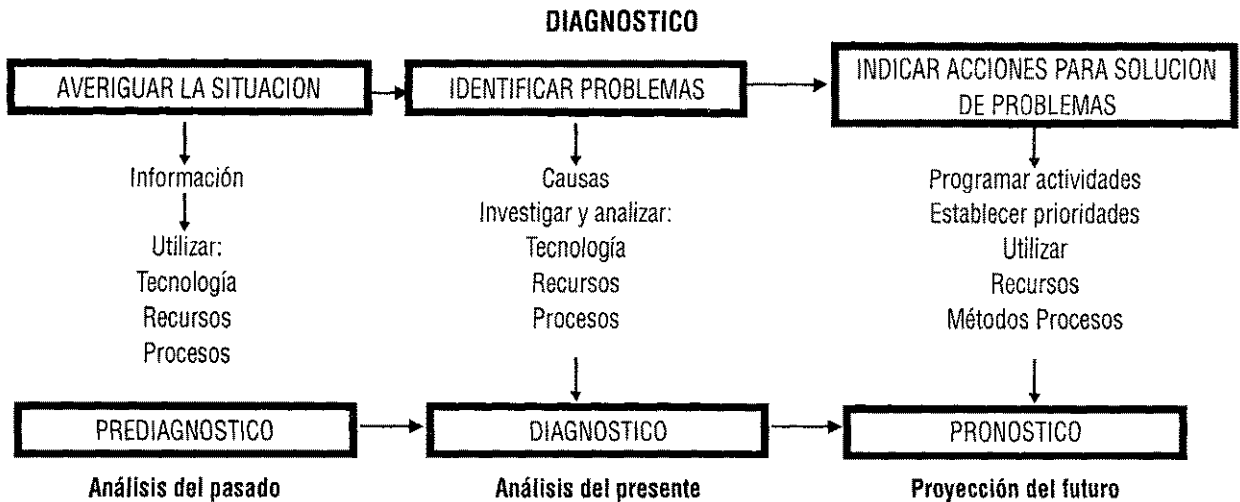 DIAGNOSTICO
AVERIGUAR LA SITUACION
IDENTIFICAR PROBLEMAS
INDICAR ACCIONES PARA SOLUCION
DE PROBLEMAS
Información
Utilizar:
Tecnología
Recursos
Procesos
Causas
Investigar y analizar:
Tecnología
Recursos
Procesos
Programar actividades
Establecer prioridades
Utilizar
Recursos
Métodos Procesos
PREDIAGNOSTICO
DIAGNOSTICO
PRONOSTICO
Análisis del pasado
Análisis del presente
Proyección del futuro